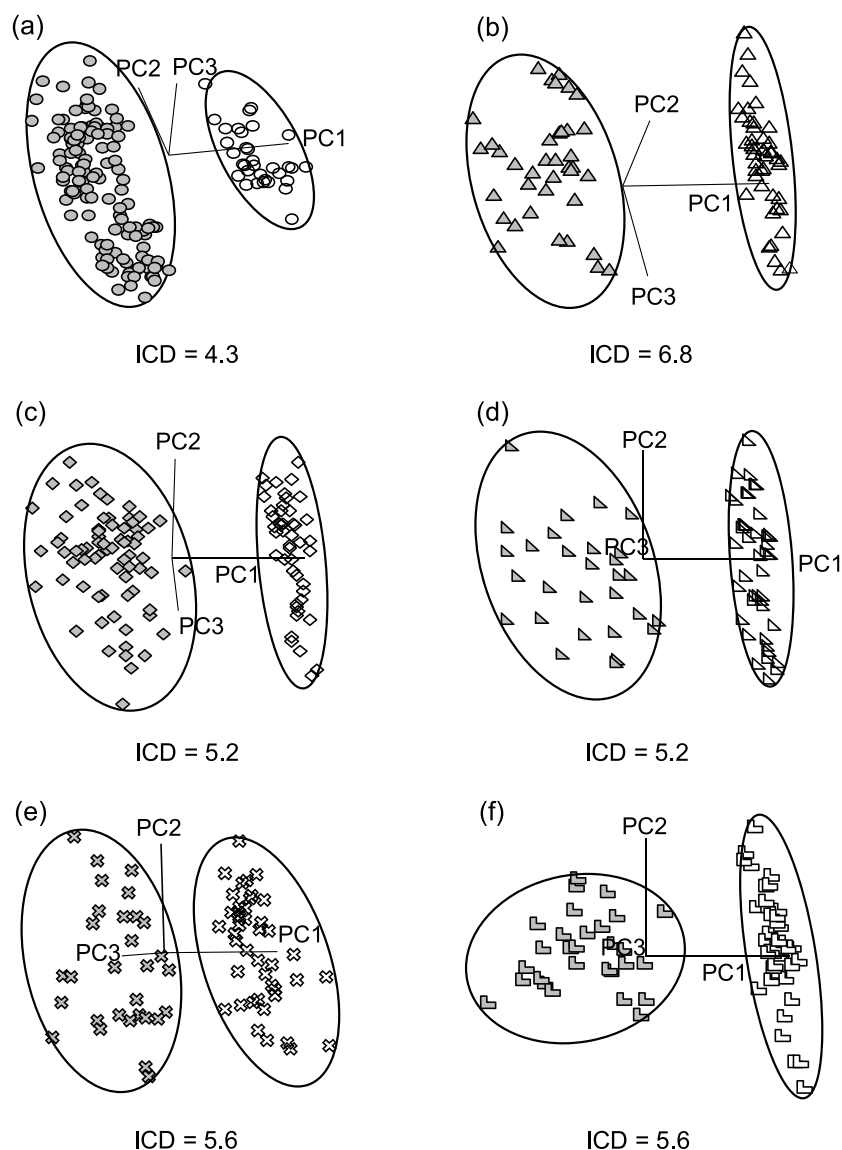 (a)
PC2 PC3
PC1
ICD = 4.3
(b)
PC2
PC1
PC3
ICD = 6.8
(c)
PC2
PC1
PC3
ICD = 5.2
(d)
PC2
PC3
PC1
ICD = 5.2
(e)
PC2
PC1
PC3
ICD = 5.6
(f)
PC2
PC3
PC1
ICD = 5.6